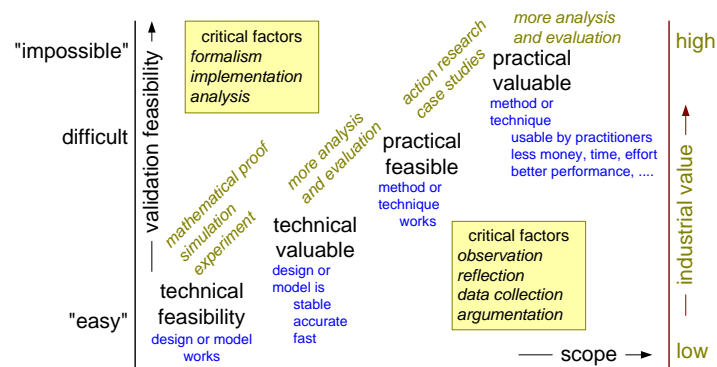 "impossible"
difficult
"easy"
validation feasibility
critical factors
formalism
implementation
analysis
mathematical proof
simulation
experiment
technical
feasibility
design or model
works
more analysis
and evaluation
technical
valuable
design or
model is
stable
accurate
fast
action research
case studies
practical
feasible
method or
technique
works
more analysis
and evaluation
practical
valuable
method or
technique
usable by practitioners
less money, time, effort
better performance, ....
critical factors
observation
reflection
data collection
argumentation
scope
high
industrial value
low